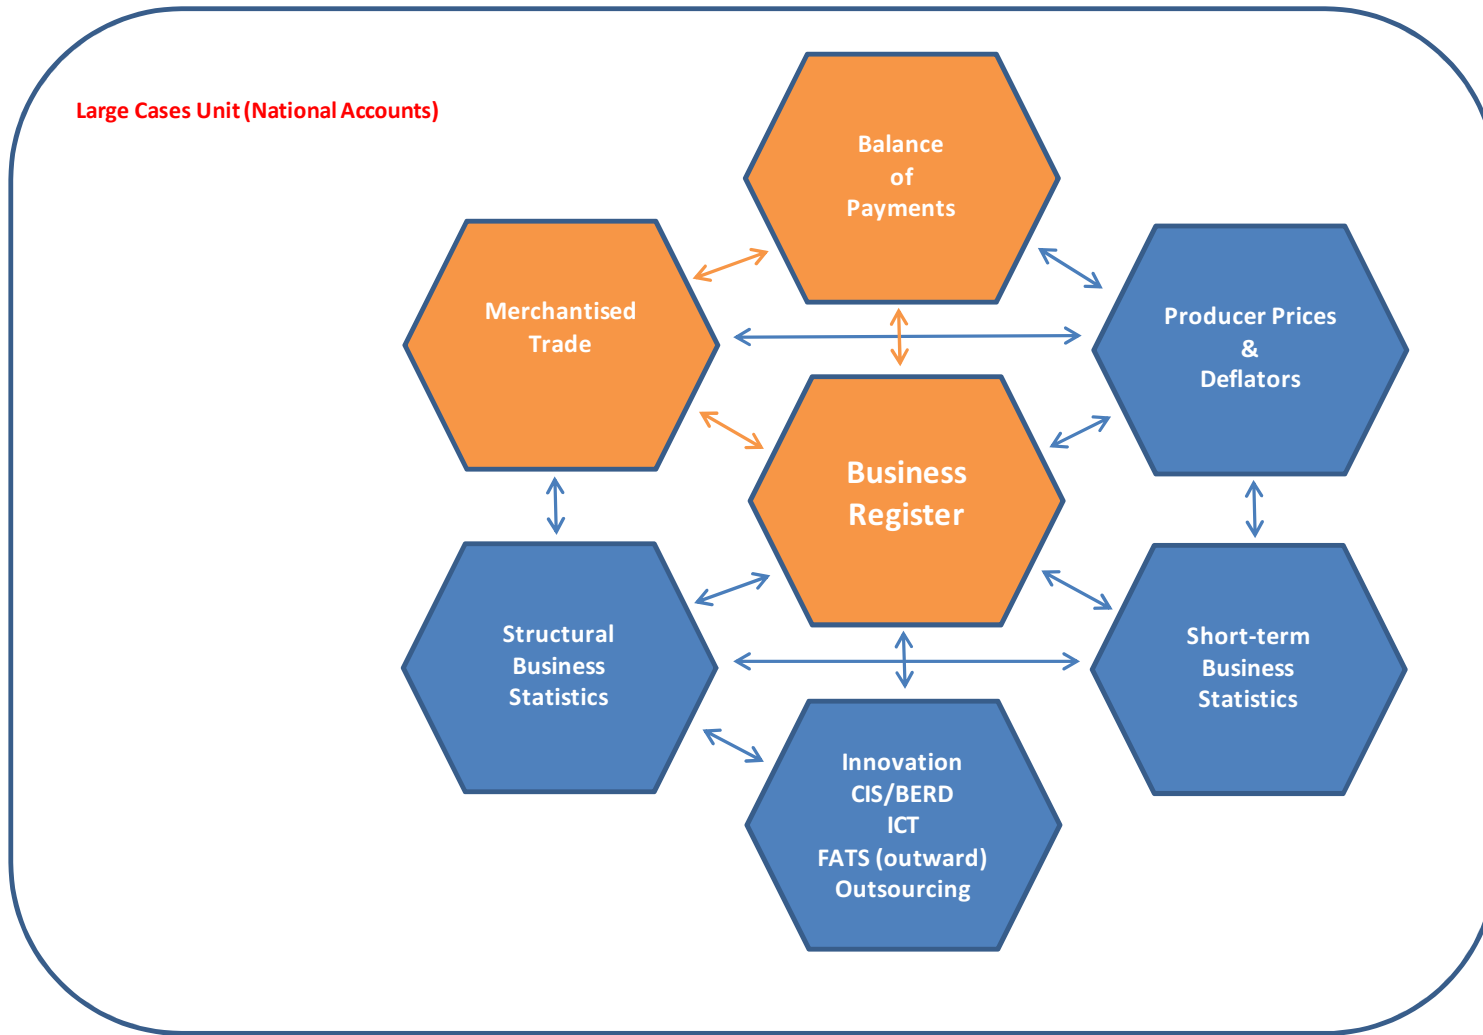 Large Cases Unit (National Accounts)
Balance
of
Payments
Merchantised
Trade
Producer Prices
&
Deflators
Business
Register
Structural
Business
Statistics
Short-term
Business
Statistics
Innovation
CIS/BERD
ICT
FATS (outward)
Outsourcing